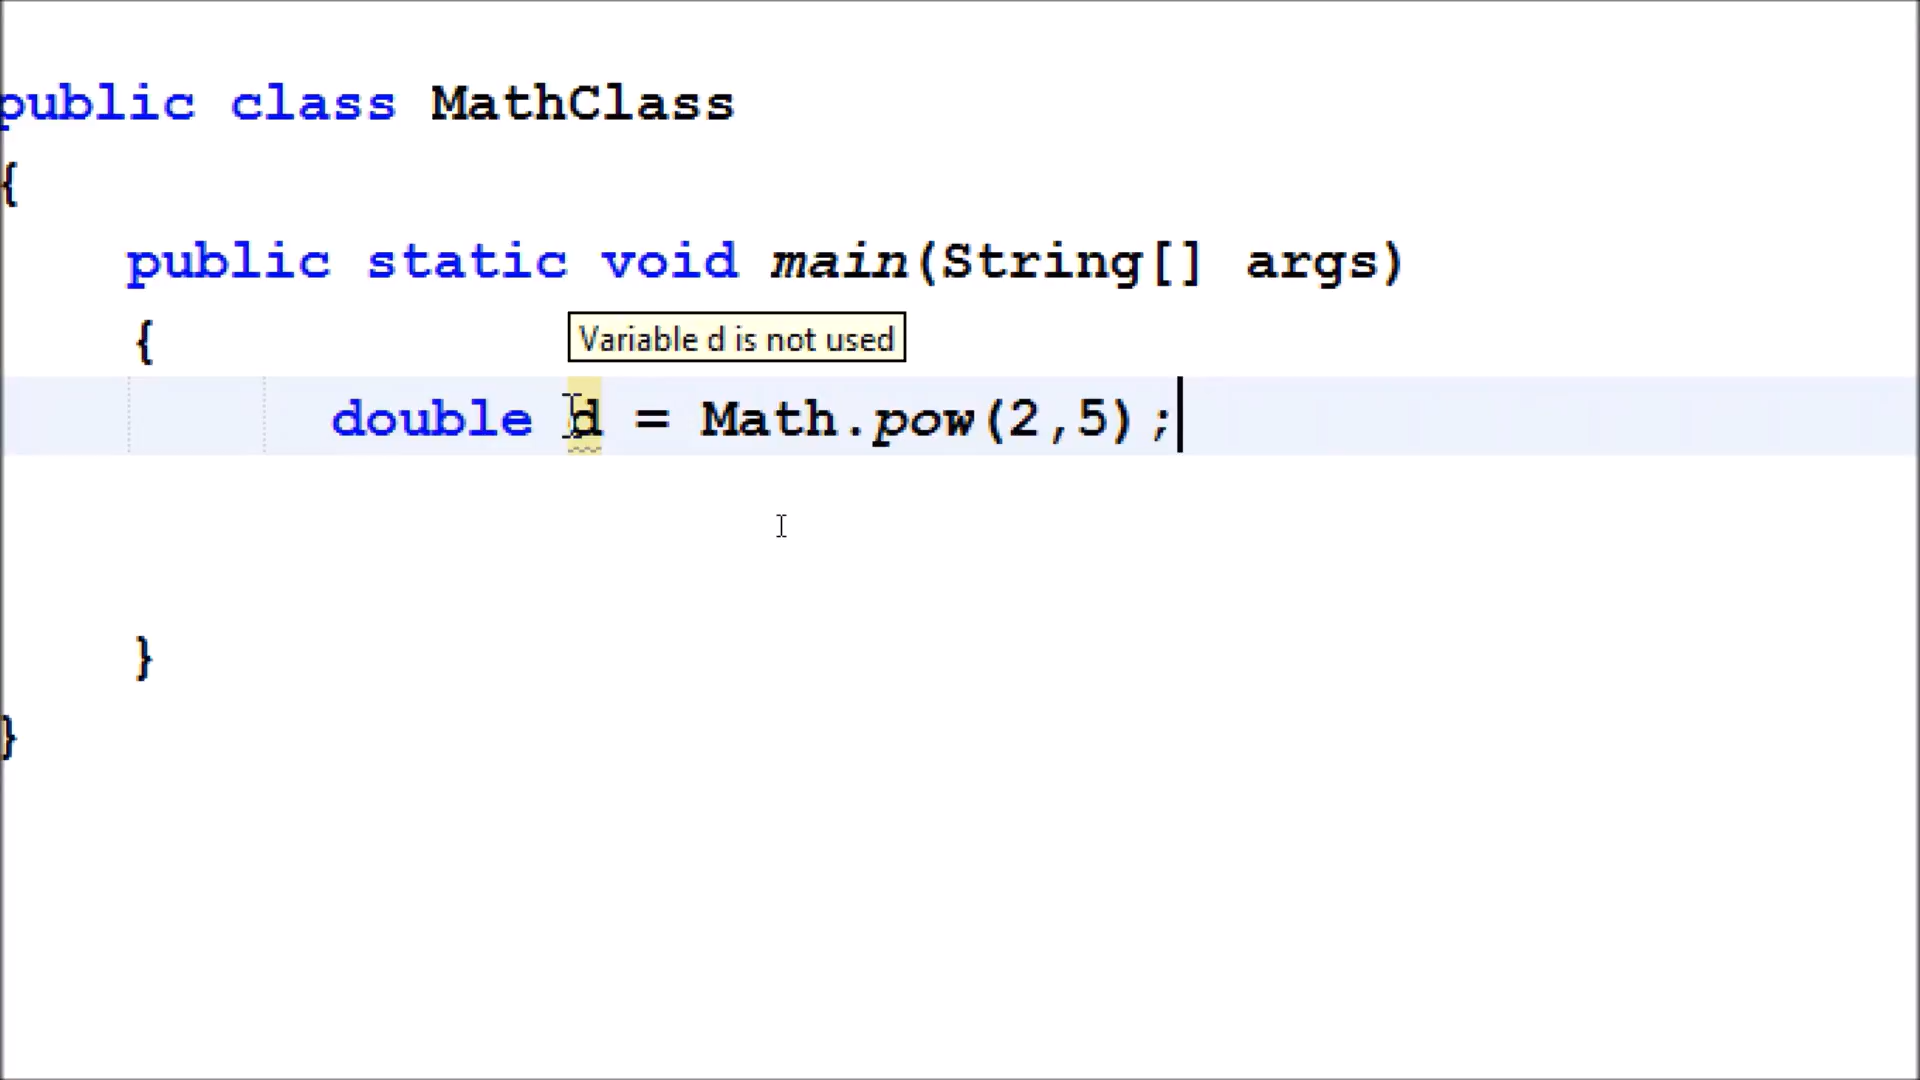 public class MathClass
{
public static void main(String[] args)
Variable d is not used
{
double d = Math.pow(2,5);
}
}